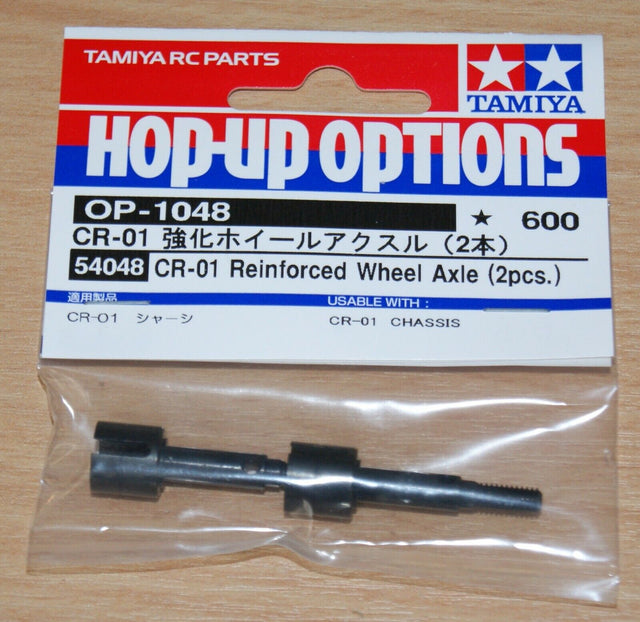 TAMIYA RC PARTS
TAMIYA
HOP-UP OPTIONS
OP-1048 ★ 600
CR-01 強化ホイールアクスル (2本)
54048 CR-01 Reinforced Wheel Axle (2pcs.)
適用製品 USABLE WITH :
CR-01 シャーシ CR-01 CHASSIS